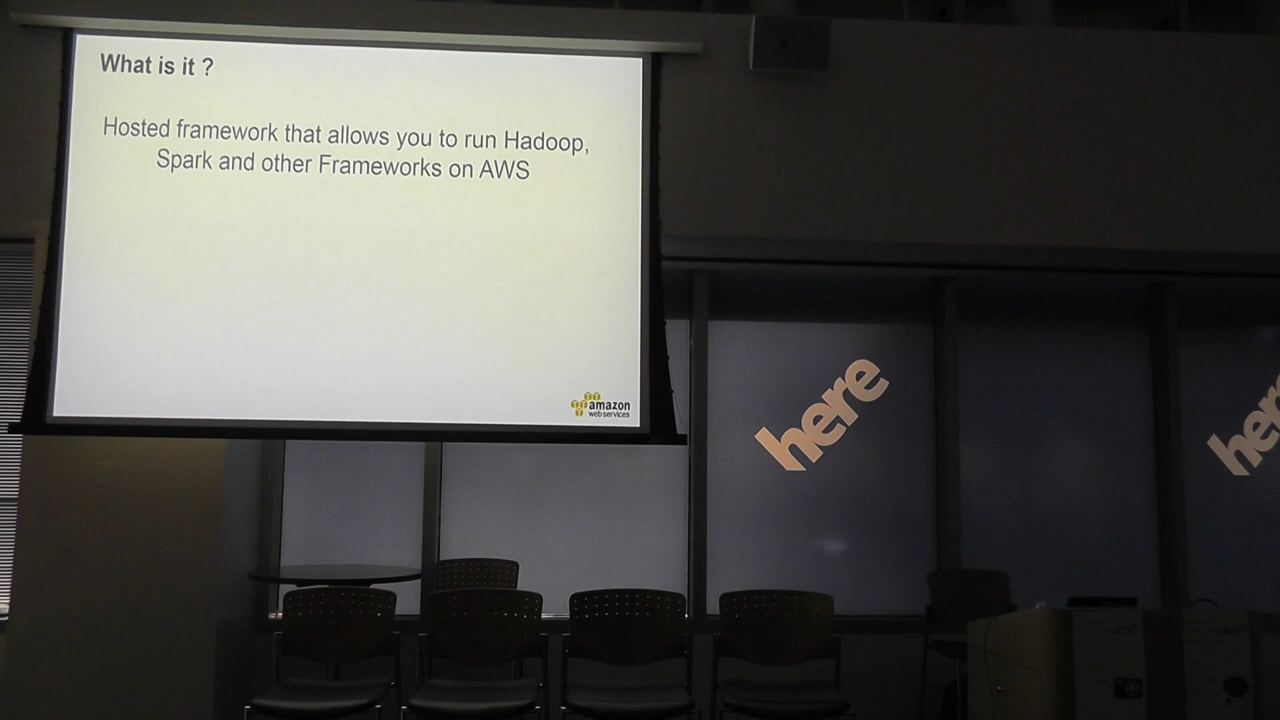 What is it ?
Hosted framework that allows you to run Hadoop,
Spark and other Frameworks on AWS
amazon
web services
here
her